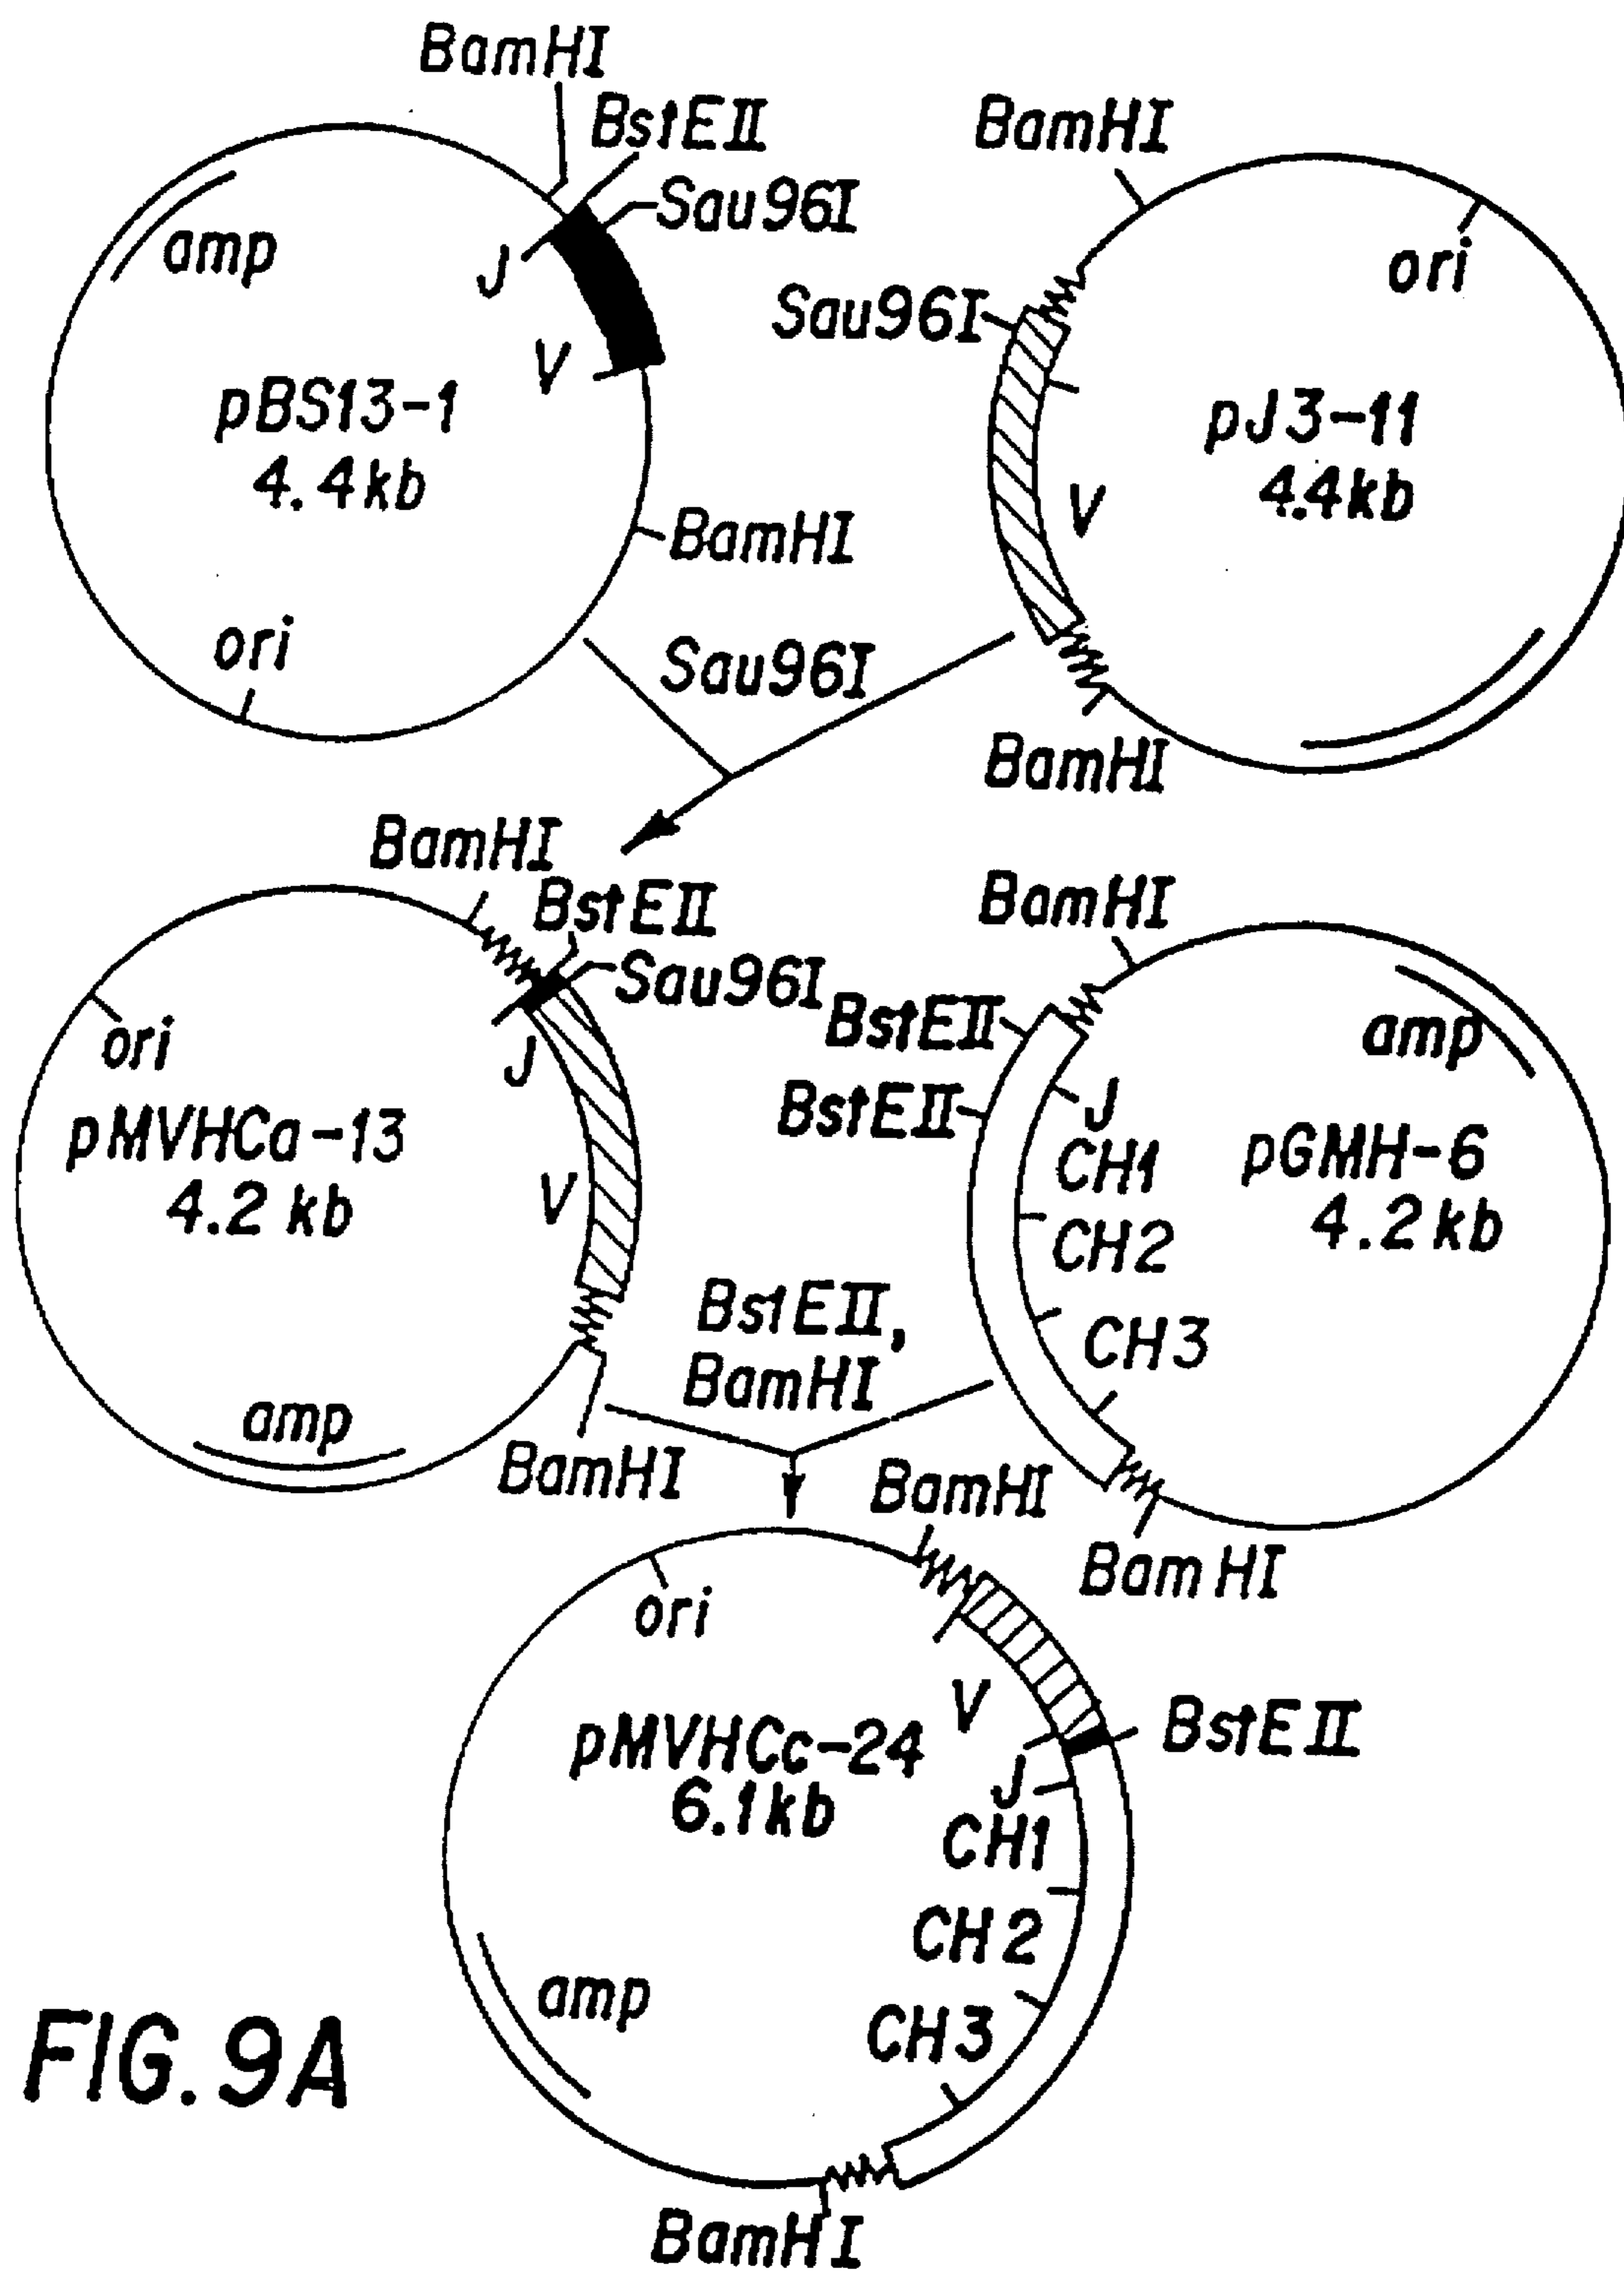 BamHI
BstEII
Sau96I
amp
J
V
pBS13-1
4.4kb
BamHI
ori
BamHI
ori
Sau96I
pJ3-11
4.4kb
V
BamHI
Sau96I
BamHI
BstEII
Sau96I
ori
J
pMVHCa-13
4.2 kb
V
amp
BamHI
BamHI
BstEII
BstEII
amp
J
CH1
CH2
CH3
pGMH-6
4.2kb
BamHI
BstEII,
BamHI
BamHI
ori
V
BstEII
pMVHCc-24
6.1kb
J
CH1
CH2
CH3
amp
BamHI
FIG. 9A